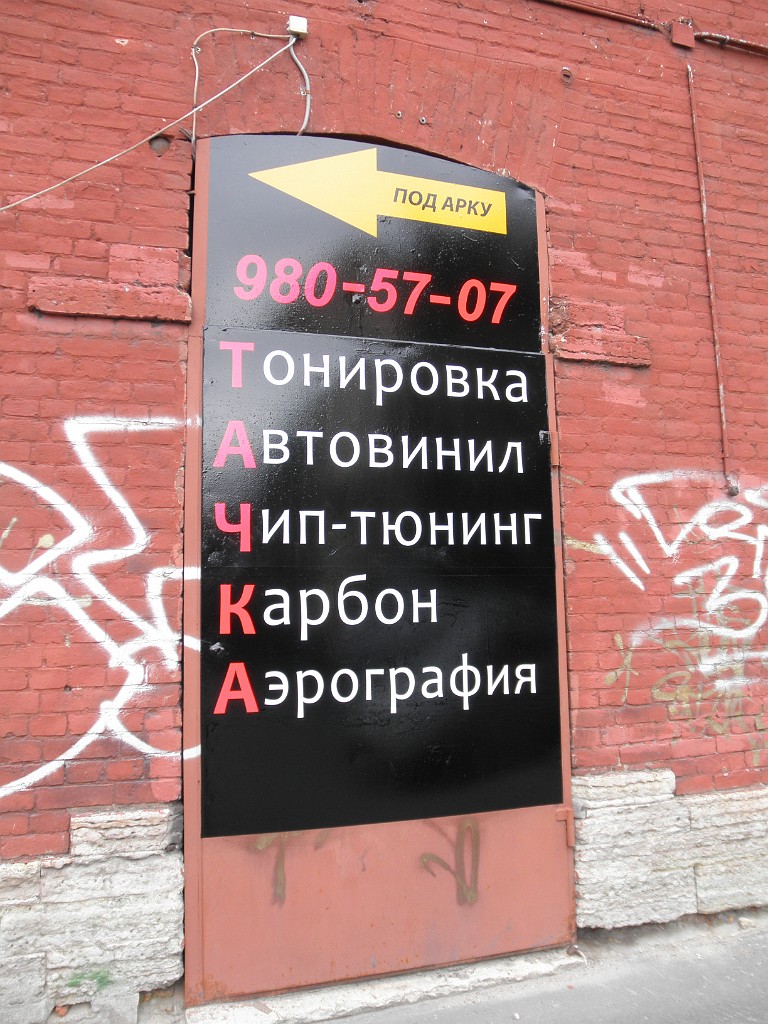 ПОД АРКУ
980-57-07
Тонировка
Автовинил
Чип-тюнинг
Карбон
Аэрография